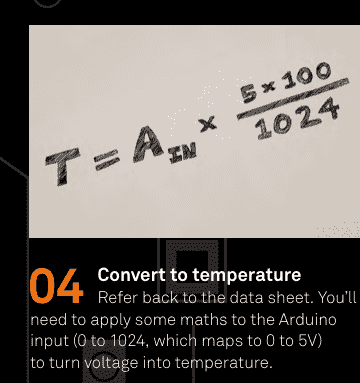 T = A IN × 5 × 100 / 1024
04 Convert to temperature
Refer back to the data sheet. You'll
need to apply some maths to the Arduino
input (0 to 1024, which maps to 0 to 5V)
to turn voltage into temperature.